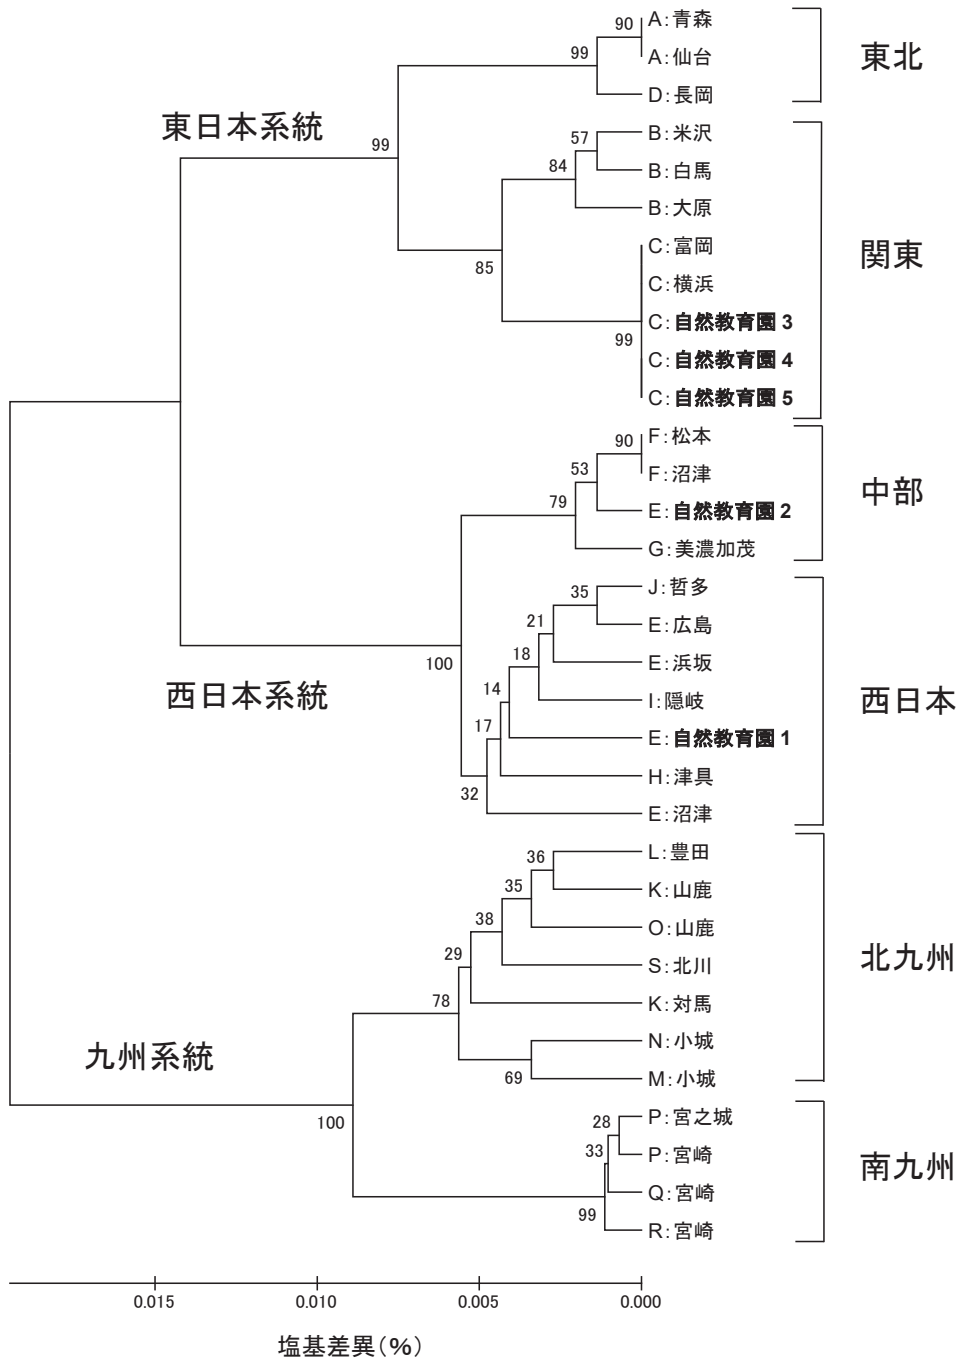 90
A:青森
99
A:仙台
D:長岡
東北
東日本系統
99
57
B:米沢
84
B:白馬
B:大原
85
C:富岡
C:横浜
C:自然教育園 3
99
C:自然教育園 4
C:自然教育園 5
関東
90
F:松本
53
F:沼津
79
E:自然教育園 2
G:美濃加茂
中部
西日本系統
100
35
J:哲多
21
E:広島
18
E:浜坂
14
I:隠岐
17
E:自然教育園 1
32
H:津具
E:沼津
西日本
36
L:豊田
35
K:山鹿
38
O:山鹿
29
S:北川
78
K:対馬
N:小城
69
M:小城
北九州
九州系統
100
28
P:宮之城
33
P:宮崎
Q:宮崎
99
R:宮崎
南九州
0.015 0.010 0.005 0.000
塩基差異(%)